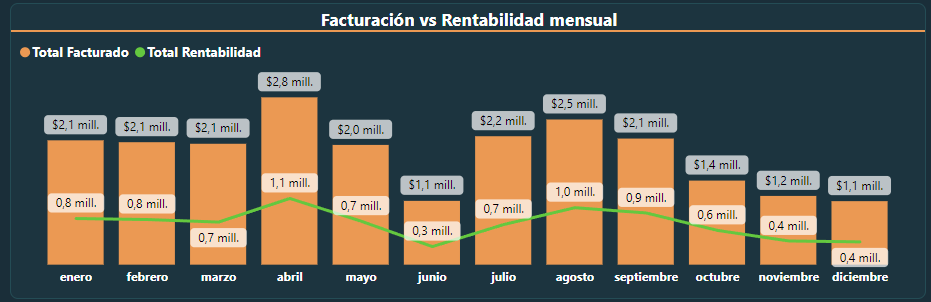 Facturación vs Rentabilidad mensual
Total Facturado Total Rentabilidad
$2,8 mill.
$2,5 mill.
$2,1 mill. $2,1 mill. $2,1 mill. $2,0 mill. $2,2 mill. $2,1 mill.
$1,4 mill.
$1,1 mill. $1,2 mill. $1,1 mill.
1,1 mill. 1,0 mill.
0,8 mill. 0,8 mill. 0,7 mill. 0,7 mill. 0,9 mill.
0,6 mill.
0,7 mill. 0,3 mill. 0,4 mill.
0,4 mill.
enero febrero marzo abril mayo junio julio agosto septiembre octubre noviembre diciembre